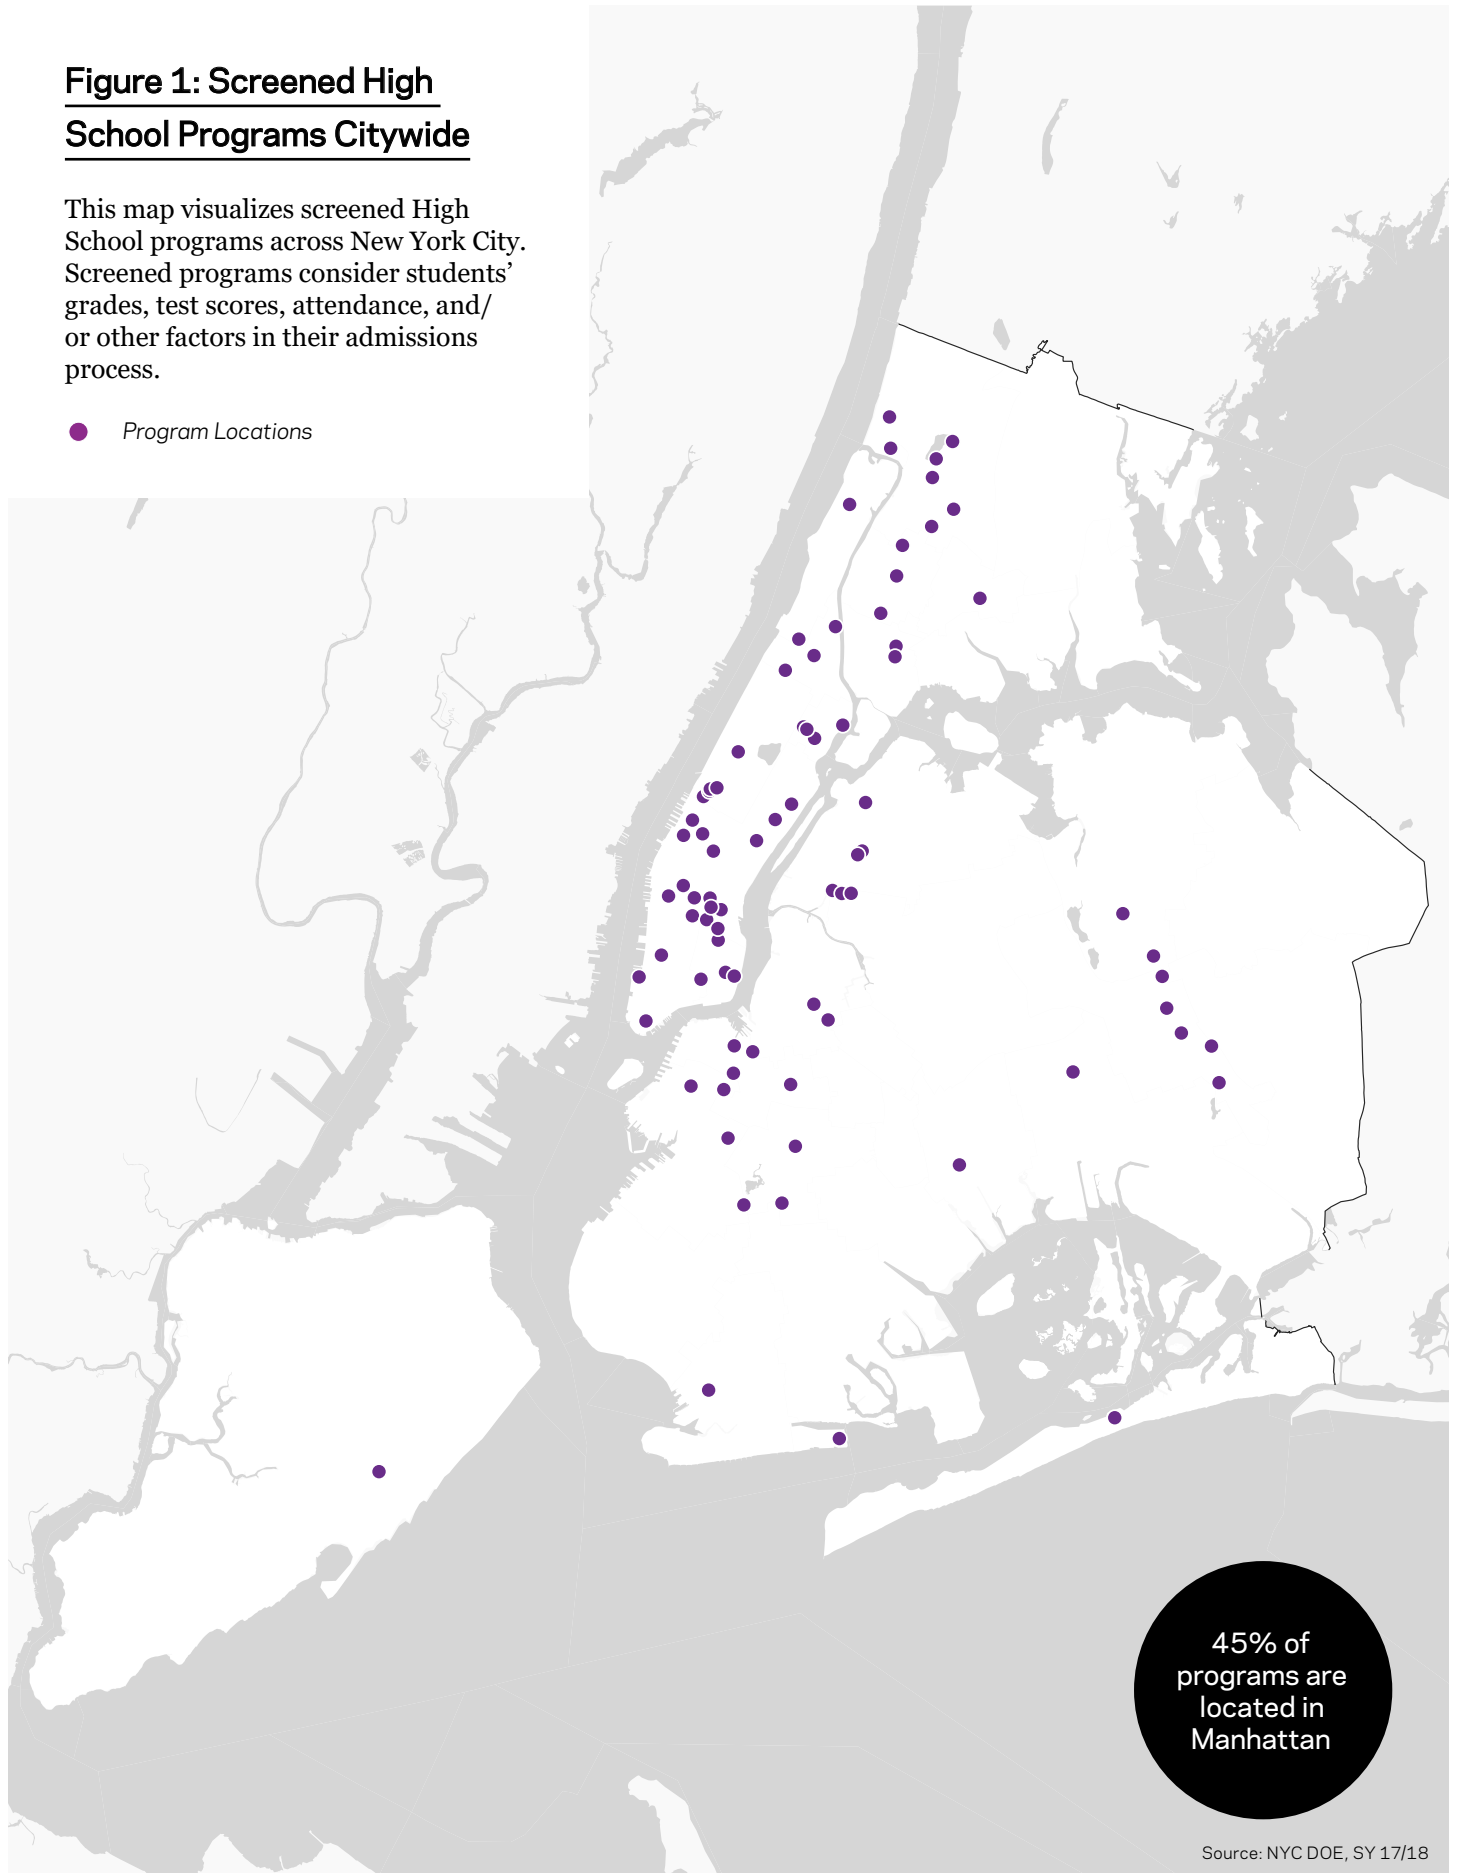 Figure 1: Screened High
School Programs Citywide
This map visualizes screened High
School programs across New York City.
Screened programs consider students’
grades, test scores, attendance, and/
or other factors in their admissions
process.
Program Locations
45% of
programs are
located in
Manhattan
Source: NYC DOE, SY 17/18